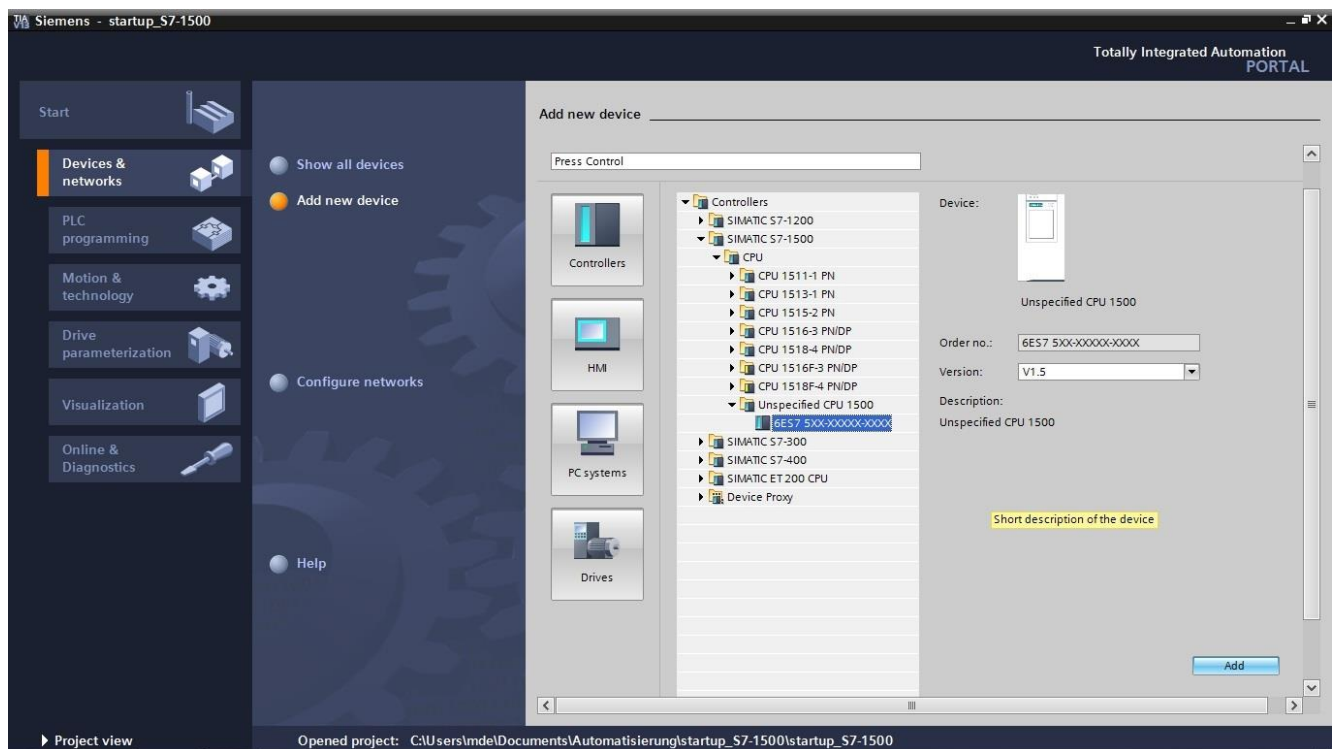 Siemens - startup_S7-1500
Totally Integrated Automation
PORTAL
Start
Devices &
networks
PLC
programming
Motion &
technology
Drive
parameterization
Visualization
Online &
Diagnostics
Project view
Show all devices
Add new device
Configure networks
Help
Add new device
Press Control
Controllers
HMI
PC systems
Drives
Controllers
SIMATIC S7-1200
SIMATIC S7-1500
CPU
CPU 1511-1 PN
CPU 1513-1 PN
CPU 1515-2 PN
CPU 1516-3 PN/DP
CPU 1518-4 PN/DP
CPU 1516F-3 PN/DP
CPU 1518F-4 PN/DP
Unspecified CPU 1500
6ES7 5XX-XXXXX-XXXX
SIMATIC S7-300
SIMATIC S7-400
SIMATIC ET 200 CPU
Device Proxy
Device:
Unspecified CPU 1500
Order no.: 6ES7 5XX-XXXXX-XXXX
Version: V1.5
Description:
Unspecified CPU 1500
Short description of the device
Add
Opened project: C:\Users\mde\Documents\Automatisierung\startup_S7-1500\startup_S7-1500